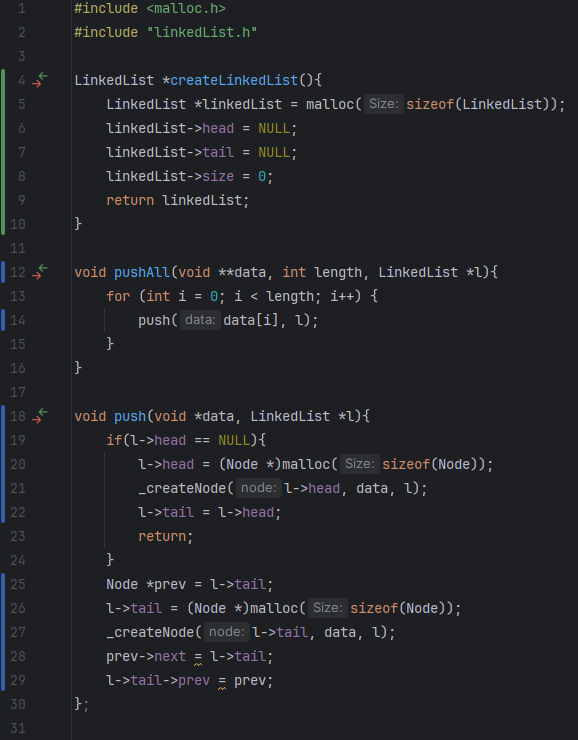 1 #include <malloc.h>
2 #include "linkedList.h"
3
4 LinkedList *createLinkedList(){
5     LinkedList *linkedList = malloc( Size: sizeof(LinkedList));
6     linkedList->head = NULL;
7     linkedList->tail = NULL;
8     linkedList->size = 0;
9     return linkedList;
10 }
11
12 void pushAll(void **data, int length, LinkedList *l){
13     for (int i = 0; i < length; i++) {
14         push( data: data[i], l);
15     }
16 }
17
18 void push(void *data, LinkedList *l){
19     if(l->head == NULL){
20         l->head = (Node *)malloc( Size: sizeof(Node));
21         _createNode( node: l->head, data, l);
22         l->tail = l->head;
23         return;
24     }
25     Node *prev = l->tail;
26     l->tail = (Node *)malloc( Size: sizeof(Node));
27     _createNode( node: l->tail, data, l);
28     prev->next = l->tail;
29     l->tail->prev = prev;
30 };
31